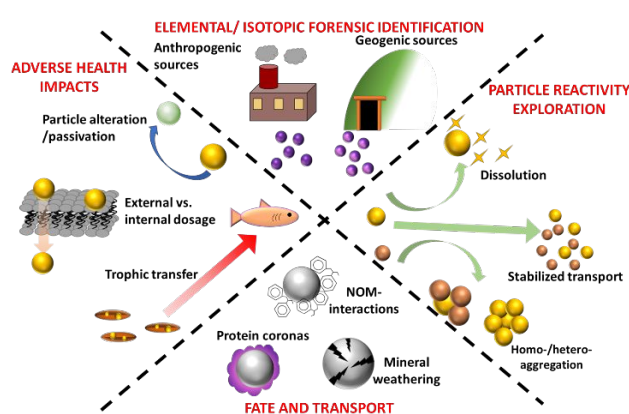 ELEMENTAL/ ISOTOPIC FORENSIC IDENTIFICATION
Anthropogenic
sources
Geogenic sources
ADVERSE HEALTH
IMPACTS
Particle alteration
/passivation
External vs.
internal dosage
Trophic transfer
PARTICLE REACTIVITY
EXPLORATION
Dissolution
Stabilized transport
Homo-/hetero-
aggregation
NOM-
interactions
Protein coronas
Mineral
weathering
FATE AND TRANSPORT